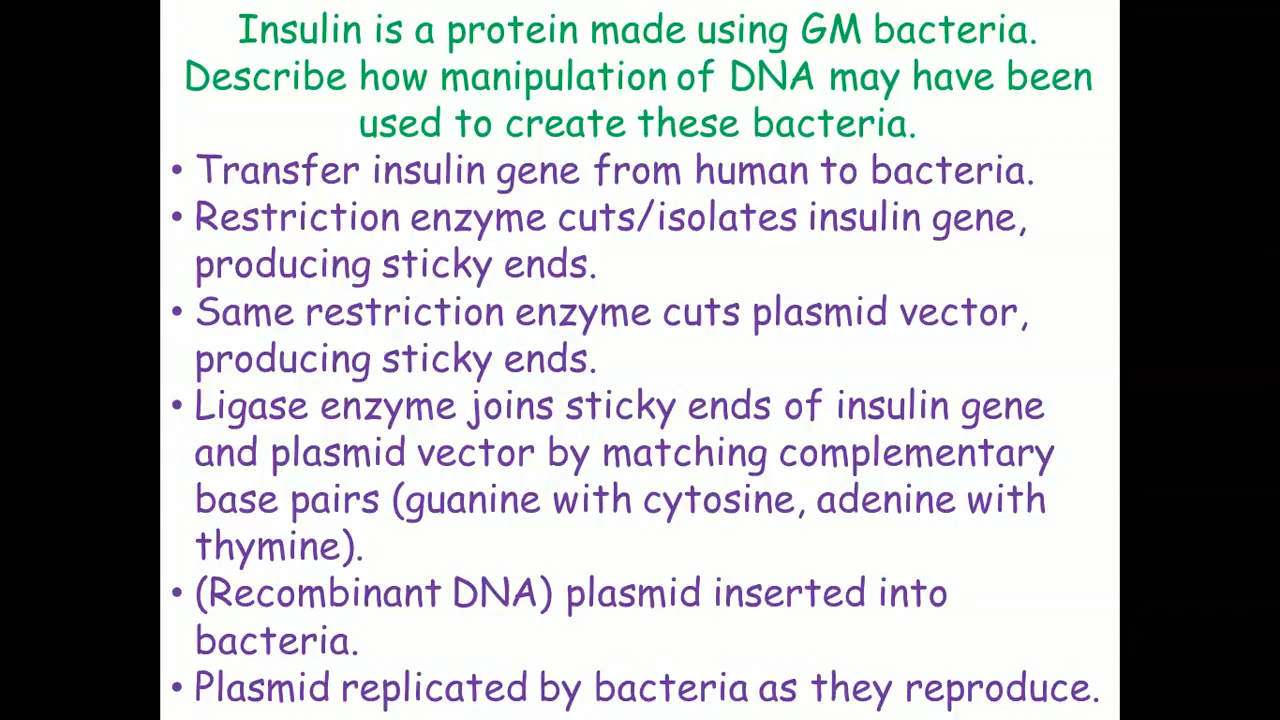 Insulin is a protein made using GM bacteria.
Describe how manipulation of DNA may have been
used to create these bacteria.
• Transfer insulin gene from human to bacteria.
• Restriction enzyme cuts/isolates insulin gene,
producing sticky ends.
• Same restriction enzyme cuts plasmid vector,
producing sticky ends.
• Ligase enzyme joins sticky ends of insulin gene
and plasmid vector by matching complementary
base pairs (guanine with cytosine, adenine with
thymine).
• (Recombinant DNA) plasmid inserted into
bacteria.
• Plasmid replicated by bacteria as they reproduce.